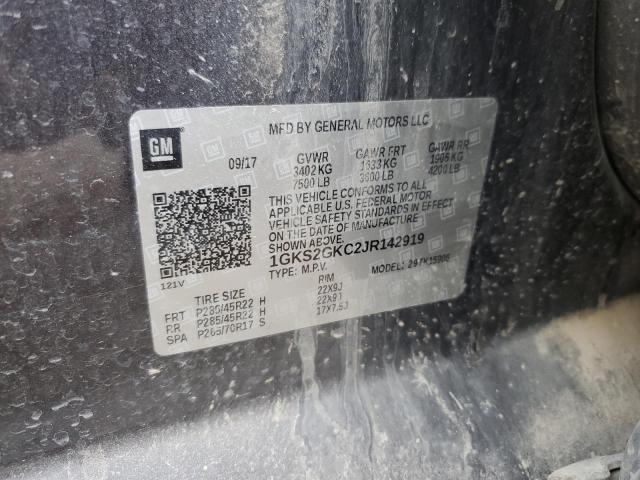 GM
MFD BY GENERAL MOTORS LLC
09/17 GVWR GAWR FRT GAWR RR
3402 KG 1633 KG 1905 KG
7500 LB 3600 LB 4200 LB
THIS VEHICLE CONFORMS TO ALL
APPLICABLE U.S. FEDERAL MOTOR
VEHICLE SAFETY STANDARDS IN EFFECT
ON THE DATE OF MANUFACTURE
SHOWN ABOVE.
1GKS2GKC2JR142919
TYPE: M.P.V. MODEL:
121V
TIRE SIZE RIM
FRT P285/45R22 H 22X9J
RR P285/45R22 H 22X9J
SPA P265/70R17 S 17X7.5J